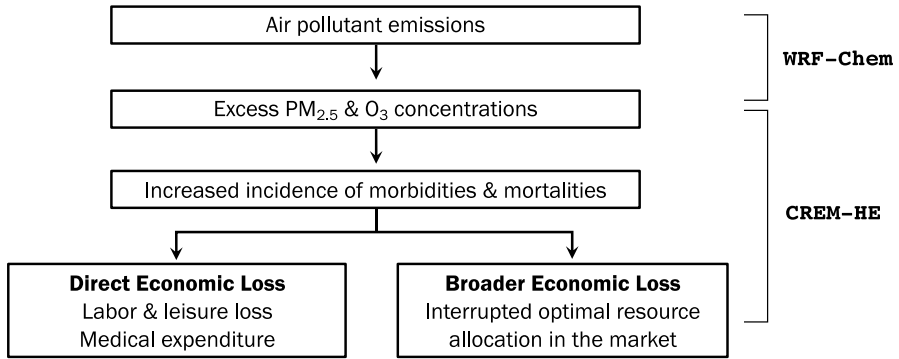 Air pollutant emissions
WRF-Chem
Excess PM₂.₅ & O₃ concentrations
Increased incidence of morbidities & mortalities
CREM-HE
Direct Economic Loss
Labor & leisure loss
Medical expenditure
Broader Economic Loss
Interrupted optimal resource
allocation in the market